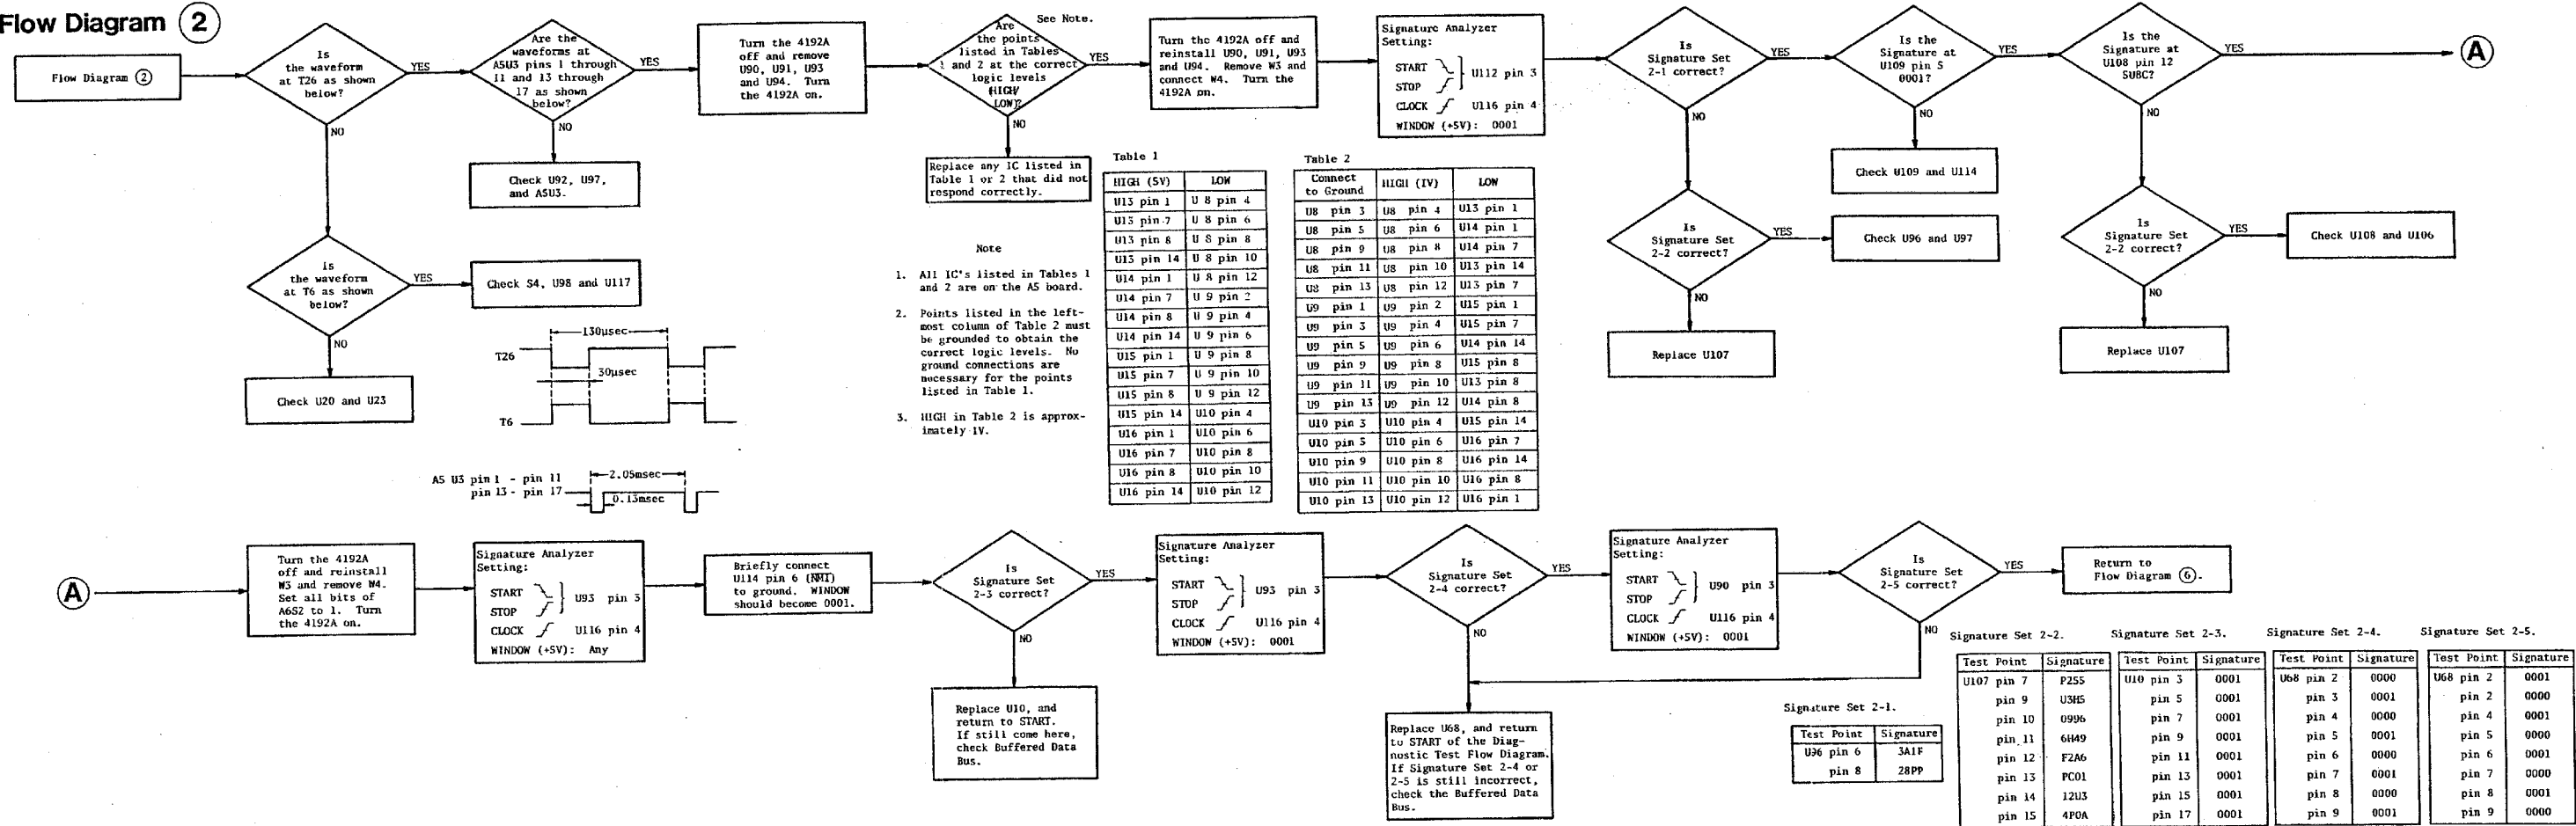 Flow Diagram 2
Flow Diagram 2
Is
the waveform
at T26 as shown
below?
YES
NO
Are the
waveforms at
A5U3 pins 1 through
11 and 13 through
17 as shown
below?
YES
NO
Check U92, U97,
and A5U3.
Turn the 4192A
off and remove
U90, U91, U93
and U94. Turn
the 4192A on.
See Note.
Are
the points
listed in Tables
1 and 2 at the correct
logic levels
(HIGH/
LOW)?
YES
NO
Replace any IC listed in
Table 1 or 2 that did not
respond correctly.
Turn the 4192A off and
reinstall U90, U91, U93
and U94. Remove W3 and
connect W4. Turn the
4192A on.
Signature Analyzer
Setting:
START
STOP
U112 pin 3
CLOCK U116 pin 4
WINDOW (+5V): 0001
Is
Signature Set
2-1 correct?
YES
NO
Is the
Signature at
U109 pin 5
0001?
YES
NO
Check U109 and U114
Is the
Signature at
U108 pin 12
5U8C?
YES
NO
A
Is
Signature Set
2-2 correct?
YES
NO
Check U96 and U97
Replace U107
Is
Signature Set
2-2 correct?
YES
NO
Check U108 and U106
Replace U107
Is
the waveform
at T6 as shown
below?
YES
NO
Check S4, U98 and U117
Check U20 and U23
T26
130µsec
30µsec
T6
A5 U3 pin 1 - pin 11
pin 13 - pin 17
2.05msec
0.13msec
Note
1. All IC's listed in Tables 1
and 2 are on the A5 board.
2. Points listed in the left-
most column of Table 2 must
be grounded to obtain the
correct logic levels. No
ground connections are
necessary for the points
listed in Table 1.
3. HIGH in Table 2 is approx-
imately 1V.
Table 1
HIGH (5V) LOW
U13 pin 1 U 8 pin 4
U13 pin 7 U 8 pin 6
U13 pin 8 U 8 pin 8
U13 pin 14 U 8 pin 10
U14 pin 1 U 8 pin 12
U14 pin 7 U 9 pin 2
U14 pin 8 U 9 pin 4
U14 pin 14 U 9 pin 6
U15 pin 1 U 9 pin 8
U15 pin 7 U 9 pin 10
U15 pin 8 U 9 pin 12
U15 pin 14 U10 pin 4
U16 pin 1 U10 pin 6
U16 pin 7 U10 pin 8
U16 pin 8 U10 pin 10
U16 pin 14 U10 pin 12
Table 2
Connect
to Ground HIGH (1V) LOW
U8 pin 3 U8 pin 4 U13 pin 1
U8 pin 5 U8 pin 6 U14 pin 1
U8 pin 9 U8 pin 8 U14 pin 7
U8 pin 11 U8 pin 10 U13 pin 14
U8 pin 13 U8 pin 12 U13 pin 7
U9 pin 1 U9 pin 2 U15 pin 1
U9 pin 3 U9 pin 4 U15 pin 7
U9 pin 5 U9 pin 6 U14 pin 14
U9 pin 9 U9 pin 8 U15 pin 8
U9 pin 11 U9 pin 10 U13 pin 8
U9 pin 13 U9 pin 12 U14 pin 8
U10 pin 3 U10 pin 4 U15 pin 14
U10 pin 5 U10 pin 6 U16 pin 7
U10 pin 9 U10 pin 8 U16 pin 14
U10 pin 11 U10 pin 10 U16 pin 8
U10 pin 13 U10 pin 12 U16 pin 1
A
Turn the 4192A
off and reinstall
W3 and remove W4.
Set all bits of
A6S2 to 1. Turn
the 4192A on.
Signature Analyzer
Setting:
START
STOP
U93 pin 3
CLOCK U116 pin 4
WINDOW (+5V): Any
Briefly connect
U114 pin 6 (NMI)
to ground. WINDOW
should become 0001.
Is
Signature Set
2-3 correct?
YES
NO
Replace U10, and
return to START.
If still come here,
check Buffered Data
Bus.
Signature Analyzer
Setting:
START
STOP
U93 pin 3
CLOCK U116 pin 4
WINDOW (+5V): 0001
Is
Signature Set
2-4 correct?
YES
NO
Replace U68, and return
to START of the Diag-
nostic Test Flow Diagram.
If Signature Set 2-4 or
2-5 is still incorrect,
check the Buffered Data
Bus.
Signature Analyzer
Setting:
START
STOP
U90 pin 3
CLOCK U116 pin 4
WINDOW (+5V): 0001
Is
Signature Set
2-5 correct?
YES
NO
Return to
Flow Diagram 6.
Signature Set 2-1.
Test Point Signature
U96 pin 6 3A1F
pin 8 28PP
Signature Set 2-2.
Test Point Signature
U107 pin 7 P255
pin 9 U3H5
pin 10 0996
pin 11 6H49
pin 12 F2A6
pin 13 PC01
pin 14 12U3
pin 15 4P0A
Signature Set 2-3.
Test Point Signature
U10 pin 3 0001
pin 5 0001
pin 7 0001
pin 9 0001
pin 11 0001
pin 13 0001
pin 15 0001
pin 17 0001
Signature Set 2-4.
Test Point Signature
U68 pin 2 0000
pin 3 0001
pin 4 0000
pin 5 0001
pin 6 0000
pin 7 0001
pin 8 0000
pin 9 0001
Signature Set 2-5.
Test Point Signature
U68 pin 2 0001
pin 2 0000
pin 4 0001
pin 5 0000
pin 6 0001
pin 7 0000
pin 8 0001
pin 9 0000